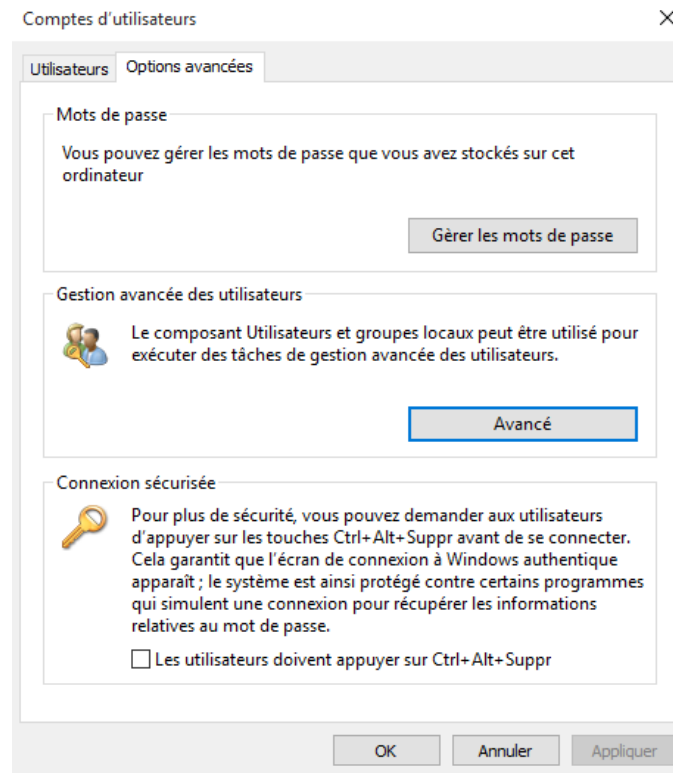 Comptes d'utilisateurs
Utilisateurs Options avancées
Mots de passe
Vous pouvez gérer les mots de passe que vous avez stockés sur cet
ordinateur
Gèrer les mots de passe
Gestion avancée des utilisateurs
Le composant Utilisateurs et groupes locaux peut être utilisé pour
exécuter des tâches de gestion avancée des utilisateurs.
Avancé
Connexion sécurisée
Pour plus de sécurité, vous pouvez demander aux utilisateurs
d'appuyer sur les touches Ctrl+Alt+Suppr avant de se connecter.
Cela garantit que l'écran de connexion à Windows authentique
apparaît ; le système est ainsi protégé contre certains programmes
qui simulent une connexion pour récupérer les informations
relatives au mot de passe.
Les utilisateurs doivent appuyer sur Ctrl+Alt+Suppr
OK Annuler Appliquer